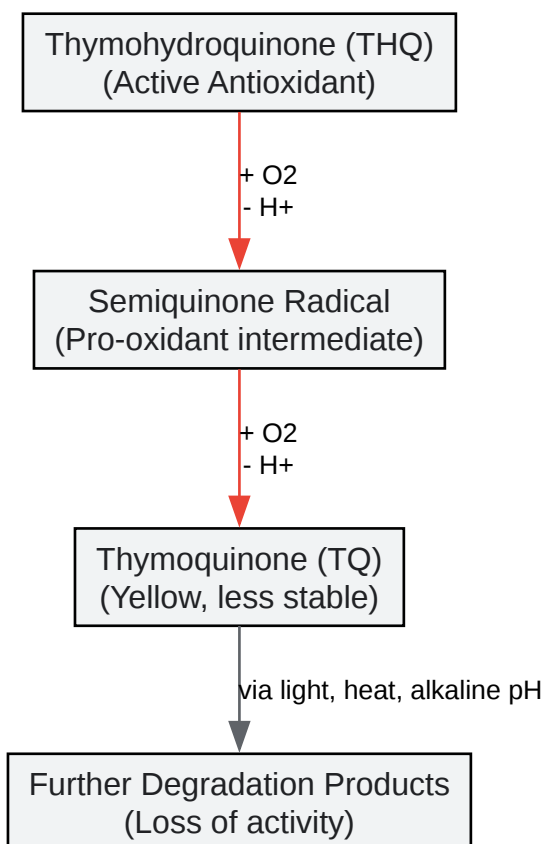 Thymohydroquinone (THQ)
(Active Antioxidant)
+ O2
- H+
Semiquinone Radical
(Pro-oxidant intermediate)
+ O2
- H+
Thymoquinone (TQ)
(Yellow, less stable)
via light, heat, alkaline pH
Further Degradation Products
(Loss of activity)